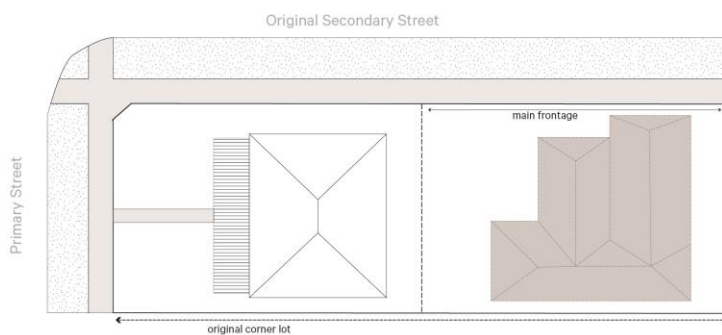 Original Secondary Street
main frontage
Primary Street
original corner lot